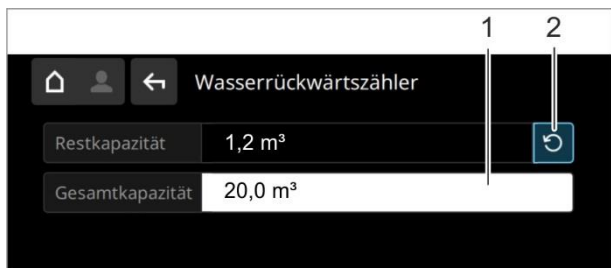 1 2
Wasserrückwärtszähler
Restkapazität 1,2 m³
Gesamtkapazität 20,0 m³